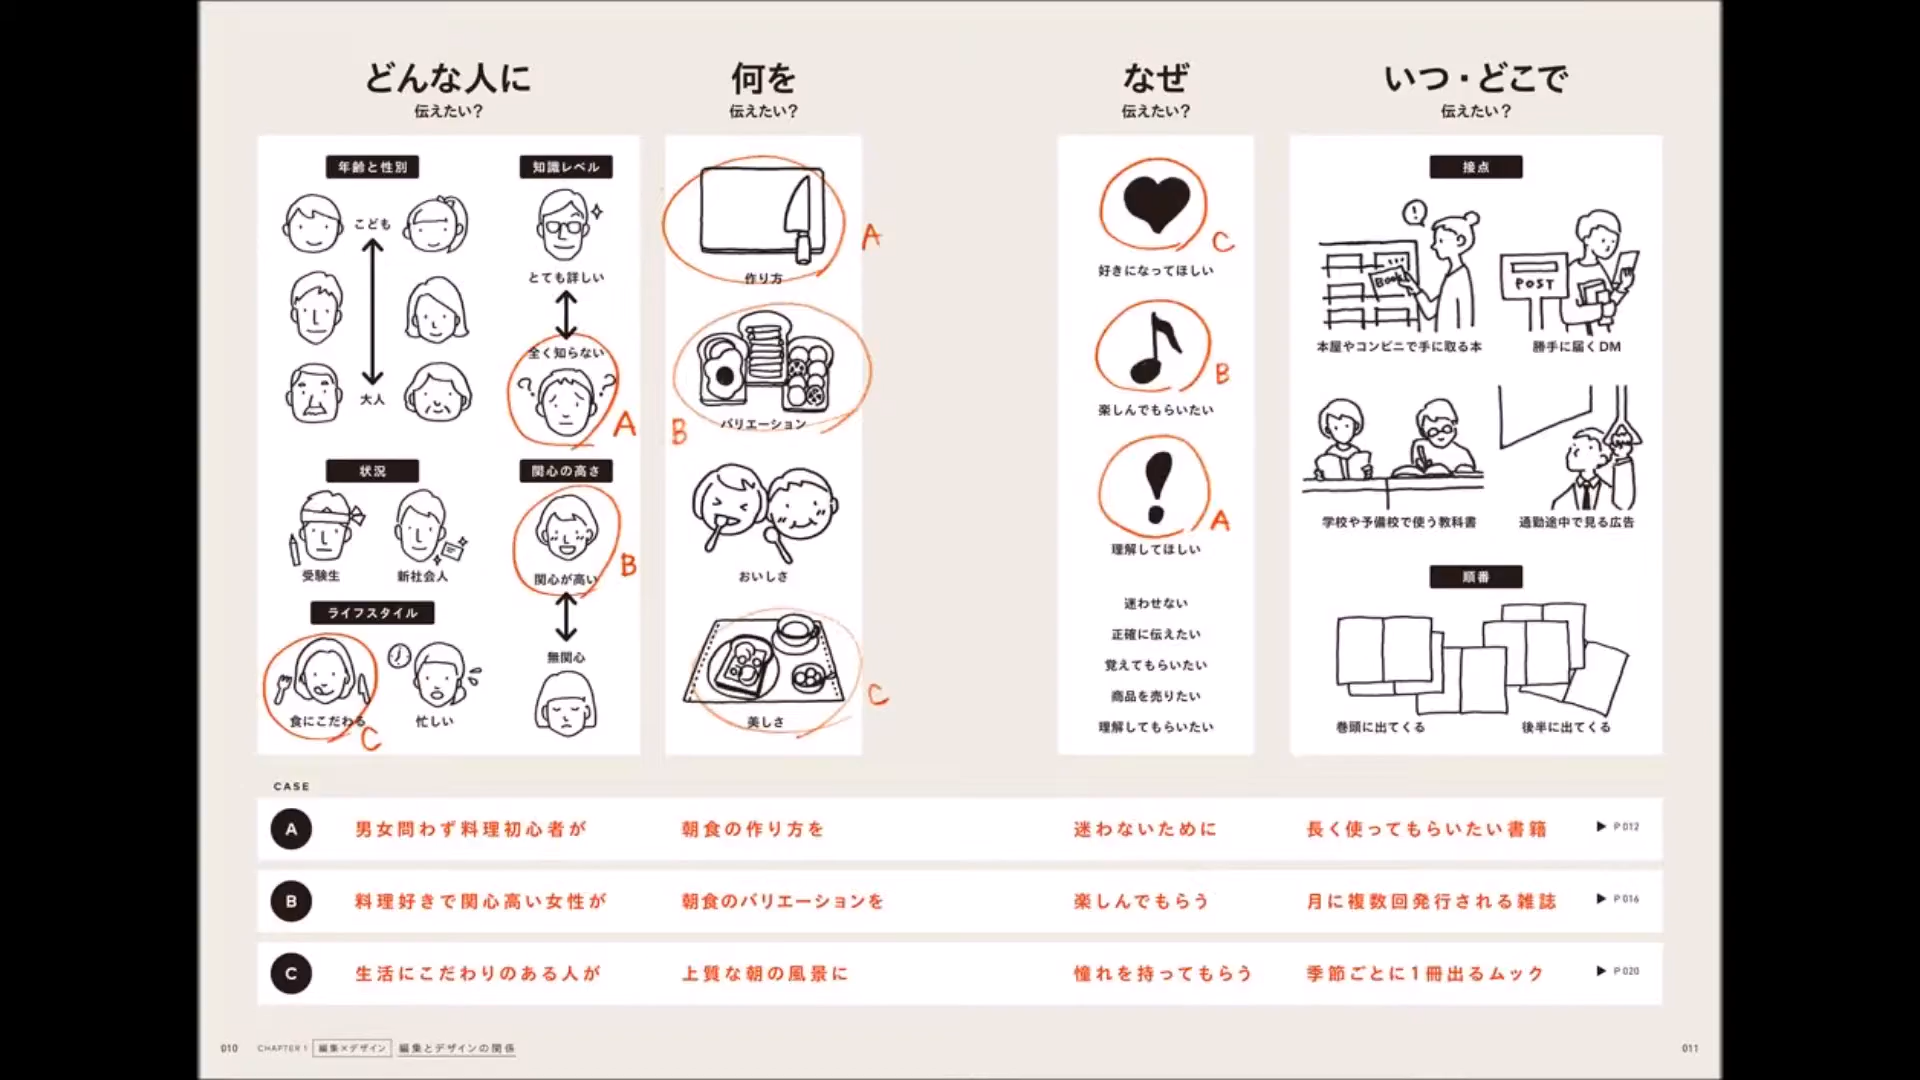 どんな人に
伝えたい?
年齢と性別
こども
大人
知識レベル
とても詳しい
全く知らない
A
状況
受験生
新社会人
関心の高さ
関心が高い
B
無関心
ライフスタイル
食にこだわる
C
忙しい
何を
伝えたい?
作り方
A
バリエーション
B
おいしさ
美しさ
C
なぜ
伝えたい?
C
好きになってほしい
B
楽しんでもらいたい
A
理解してほしい
迷わせない
正確に伝えたい
覚えてもらいたい
商品を売りたい
理解してもらいたい
いつ・どこで
伝えたい?
接点
Book!
本屋やコンビニで手に取る本
POST
勝手に届くDM
学校や予備校で使う教科書
通勤途中で見る広告
順番
巻頭に出てくる
後半に出てくる
CASE
A 男女問わず料理初心者が 朝食の作り方を 迷わないために 長く使ってもらいたい書籍 ▶ P012
B 料理好きで関心高い女性が 朝食のバリエーションを 楽しんでもらう 月に複数回発行される雑誌 ▶ P016
C 生活にこだわりのある人が 上質な朝の風景に 憧れを持ってもらう 季節ごとに1冊出るムック ▶ P020
010 CHAPTER 1 編集×デザイン 編集とデザインの関係
011